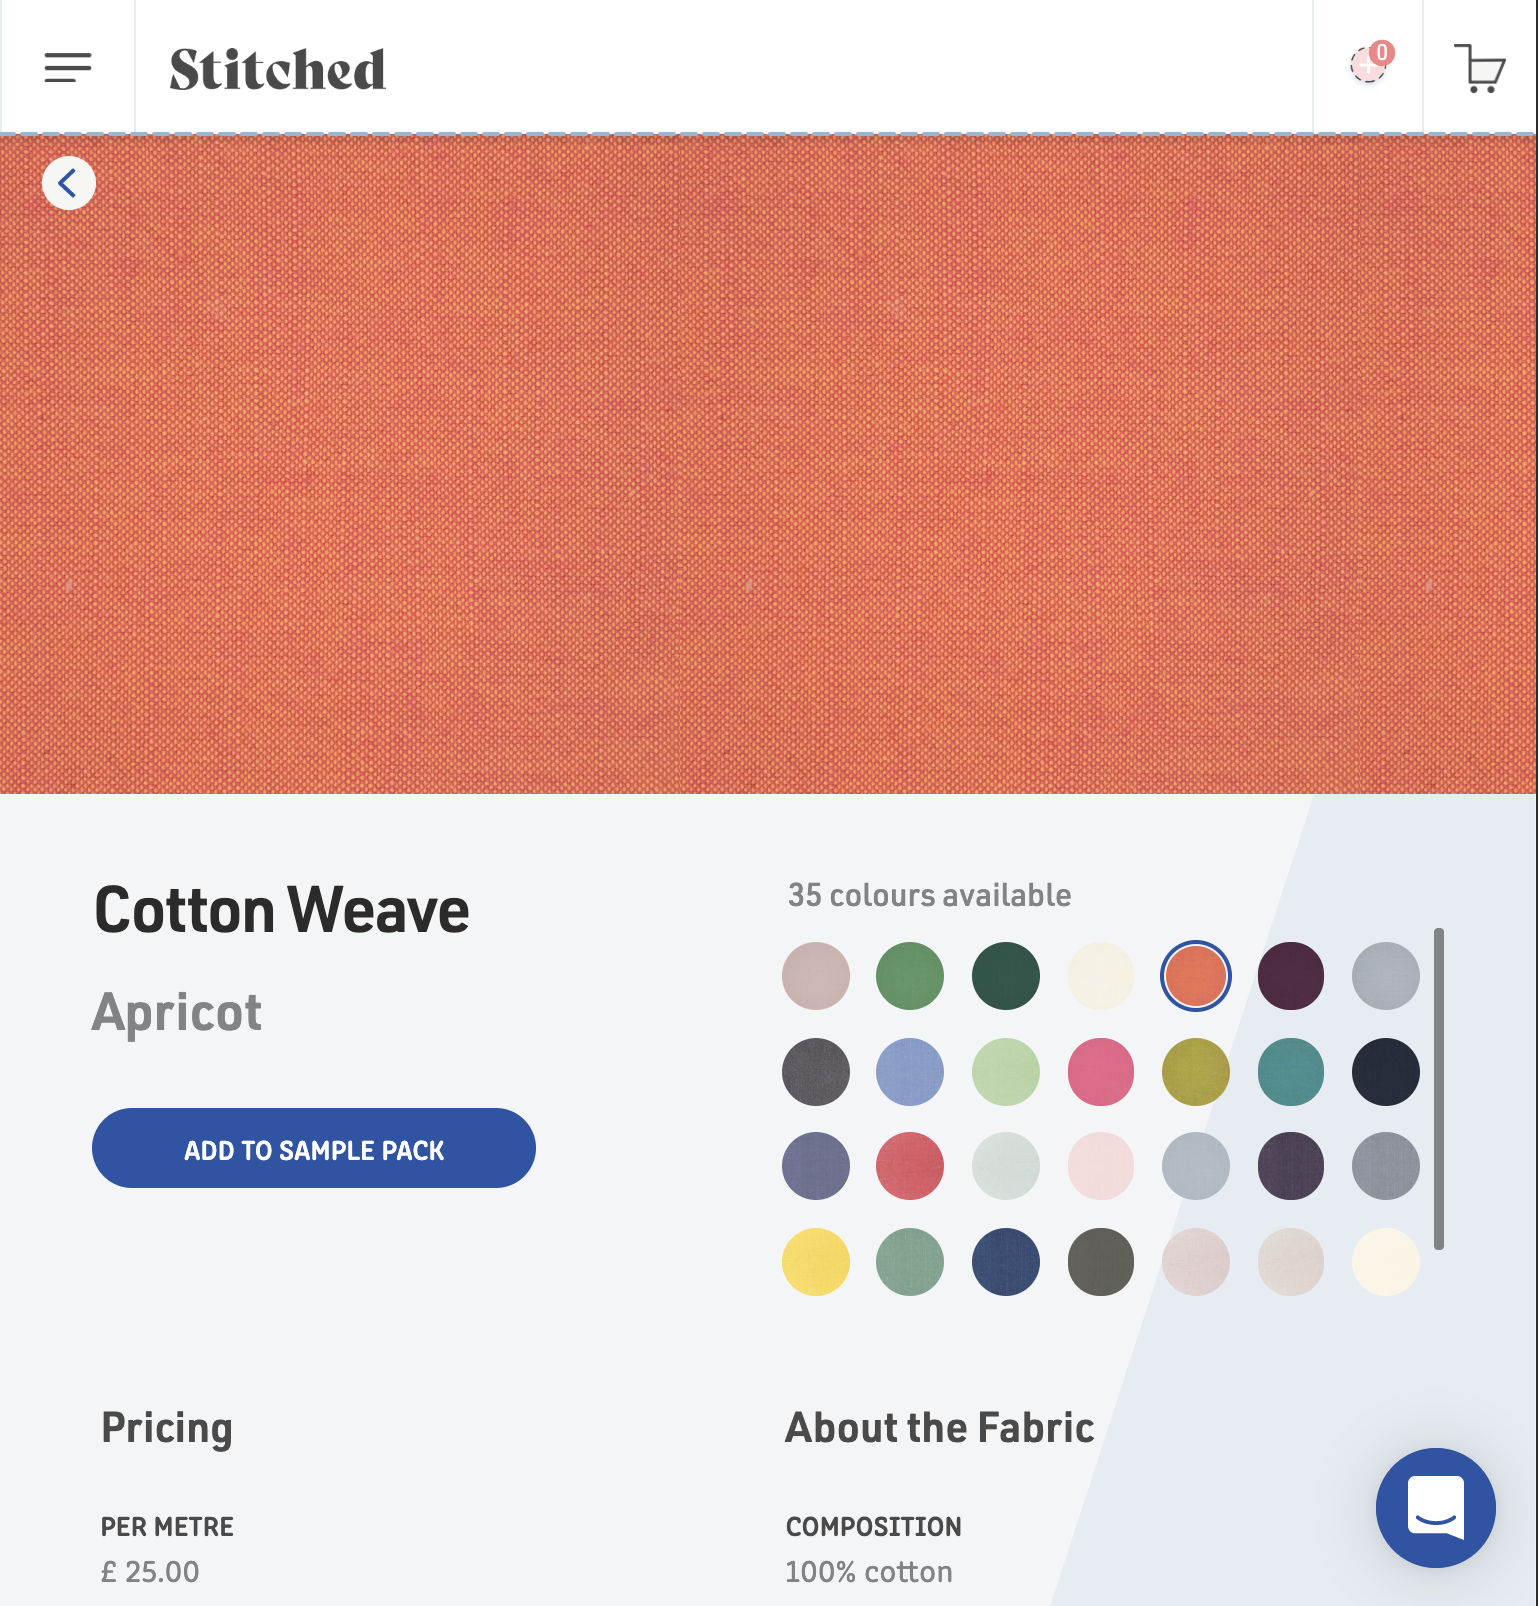 Stitched
0
Cotton Weave
Apricot
ADD TO SAMPLE PACK
35 colours available
Pricing
PER METRE
£ 25.00
About the Fabric
COMPOSITION
100% cotton